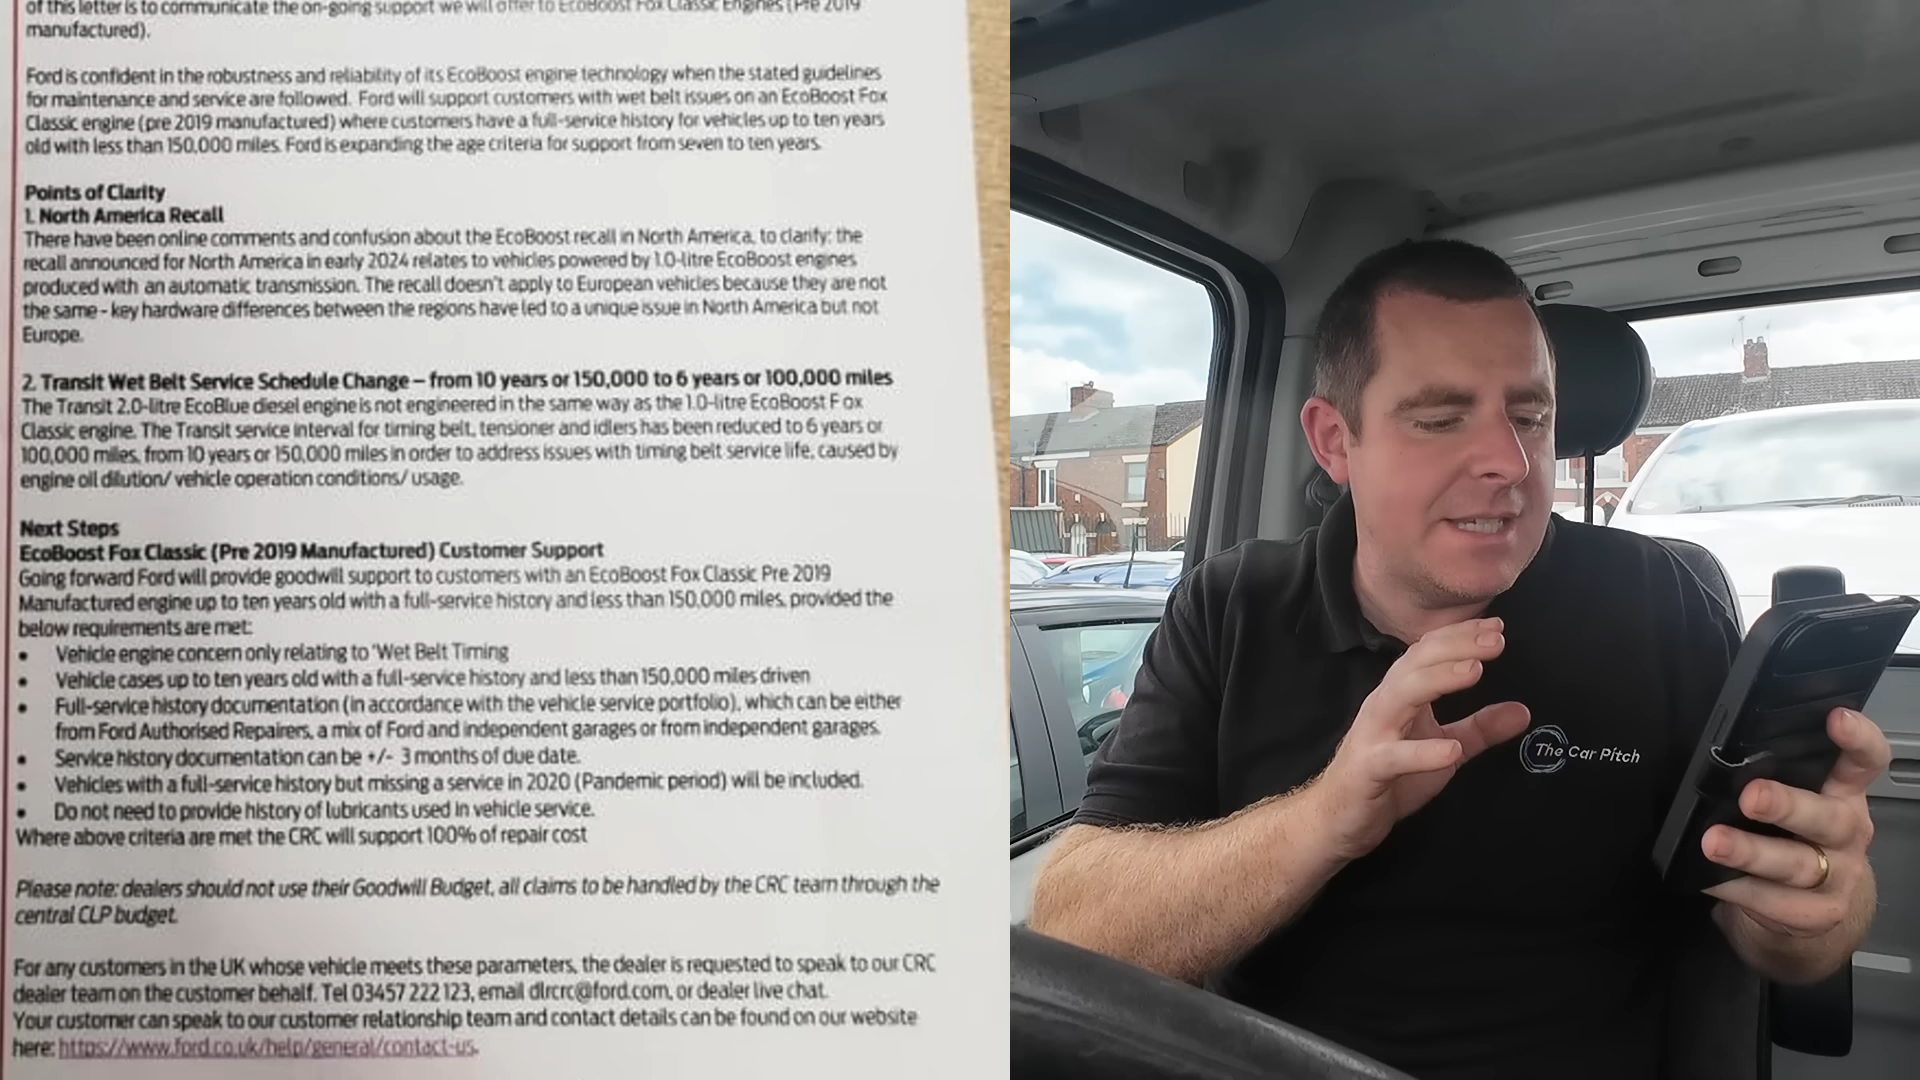 of this letter is to communicate the on-going support we will offer to EcoBoost Fox Classic Engines (Pre 2019
manufactured).
Ford is confident in the robustness and reliability of its EcoBoost engine technology when the stated guidelines
for maintenance and service are followed. Ford will support customers with wet belt issues on an EcoBoost Fox
Classic engine (pre 2019 manufactured) where customers have a full-service history for vehicles up to ten years
old with less than 150,000 miles. Ford is expanding the age criteria for support from seven to ten years.
Points of Clarity
1. North America Recall
There have been online comments and confusion about the EcoBoost recall in North America, to clarify; the
recall announced for North America in early 2024 relates to vehicles powered by 1.0-litre EcoBoost engines
produced with an automatic transmission. The recall doesn't apply to European vehicles because they are not
the same - key hardware differences between the regions have led to a unique issue in North America but not
Europe.
2. Transit Wet Belt Service Schedule Change – from 10 years or 150,000 to 6 years or 100,000 miles
The Transit 2.0-litre EcoBlue diesel engine is not engineered in the same way as the 1.0-litre EcoBoost F ox
Classic engine. The Transit service interval for timing belt, tensioner and idlers has been reduced to 6 years or
100,000 miles, from 10 years or 150,000 miles in order to address issues with timing belt service life, caused by
engine oil dilution/ vehicle operation conditions/ usage.
Next Steps
EcoBoost Fox Classic (Pre 2019 Manufactured) Customer Support
Going forward Ford will provide goodwill support to customers with an EcoBoost Fox Classic Pre 2019
Manufactured engine up to ten years old with a full-service history and less than 150,000 miles, provided the
below requirements are met:
• Vehicle engine concern only relating to 'Wet Belt Timing
• Vehicle cases up to ten years old with a full-service history and less than 150,000 miles driven
• Full-service history documentation (in accordance with the vehicle service portfolio), which can be either
from Ford Authorised Repairers, a mix of Ford and independent garages or from independent garages.
• Service history documentation can be +/- 3 months of due date.
• Vehicles with a full-service history but missing a service in 2020 (Pandemic period) will be included.
• Do not need to provide history of lubricants used in vehicle service.
Where above criteria are met the CRC will support 100% of repair cost
Please note: dealers should not use their Goodwill Budget, all claims to be handled by the CRC team through the
central CLP budget.
For any customers in the UK whose vehicle meets these parameters, the dealer is requested to speak to our CRC
dealer team on the customer behalf. Tel 03457 222 123, email dlrcrc@ford.com, or dealer live chat.
Your customer can speak to our customer relationship team and contact details can be found on our website
here: https://www.ford.co.uk/help/general/contact-us.
The Car Pitch